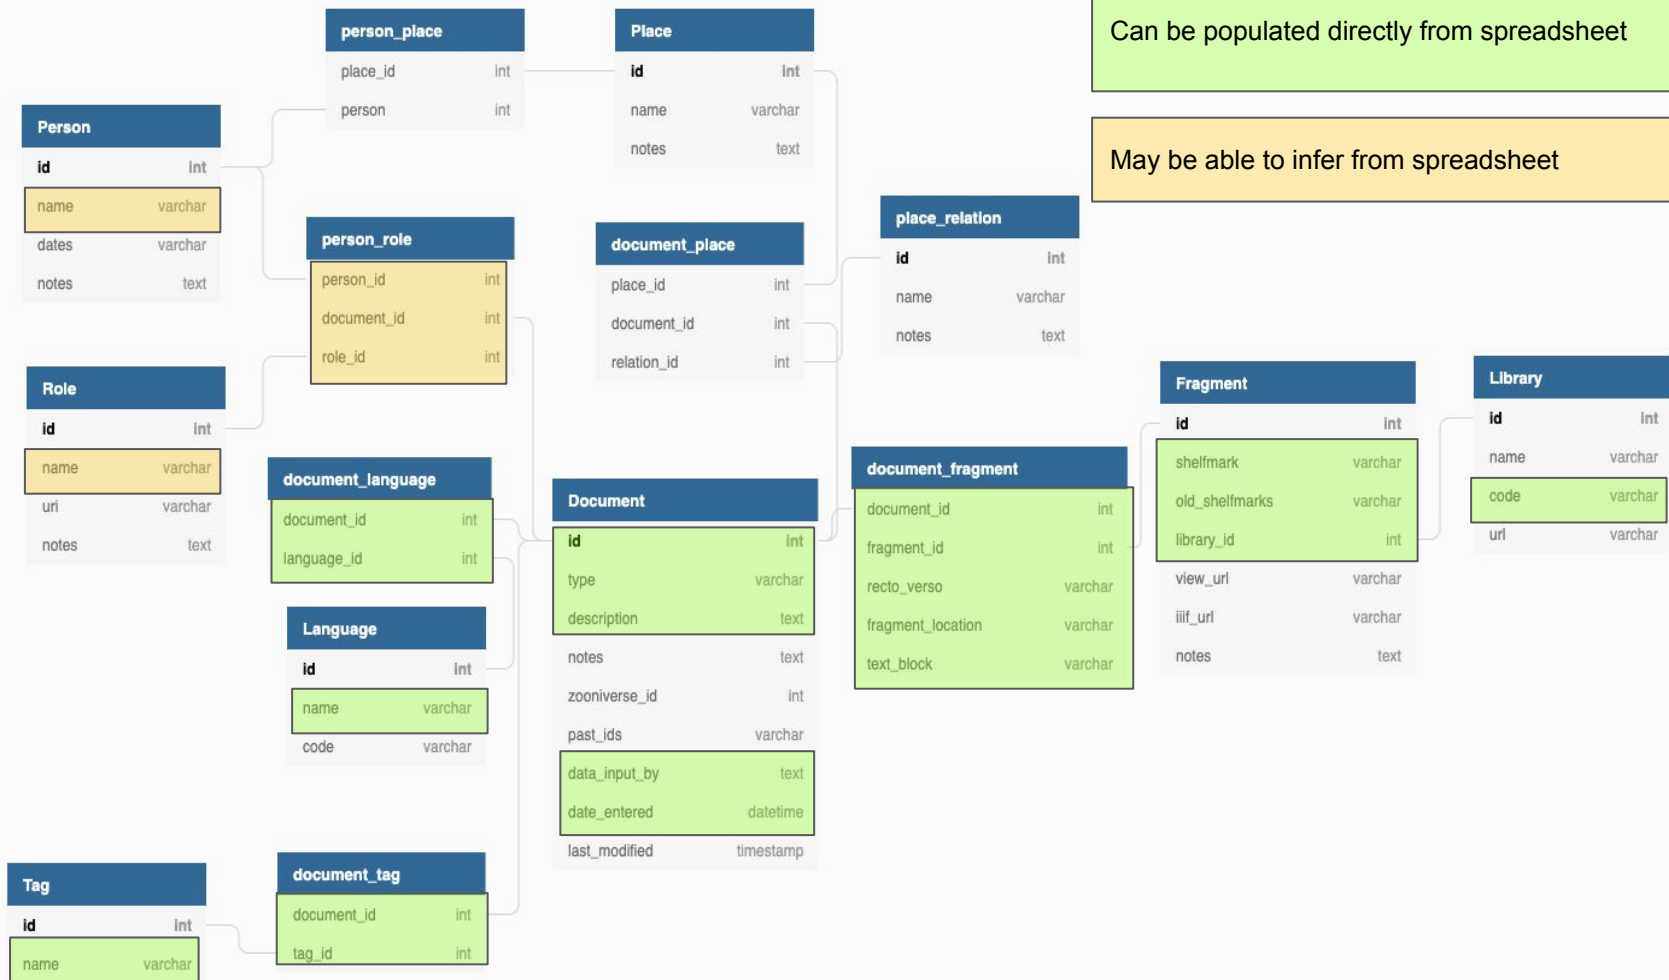 Can be populated directly from spreadsheet
May be able to infer from spreadsheet
person_place
place_id int
person int
Place
id int
name varchar
notes text
Person
id int
name varchar
dates varchar
notes text
person_role
person_id int
document_id int
role_id int
document_place
place_id int
document_id int
relation_id int
place_relation
id int
name varchar
notes text
Role
id int
name varchar
uri varchar
notes text
document_language
document_id int
language_id int
Language
id int
name varchar
code varchar
Document
id int
type varchar
description text
notes text
zooniverse_id int
past_ids varchar
data_input_by text
date_entered datetime
last_modified timestamp
document_fragment
document_id int
fragment_id int
recto_verso varchar
fragment_location varchar
text_block varchar
Fragment
id int
shelfmark varchar
old_shelfmarks varchar
library_id int
view_url varchar
iiif_url varchar
notes text
Library
id int
name varchar
code varchar
url varchar
Tag
id int
name varchar
document_tag
document_id int
tag_id int